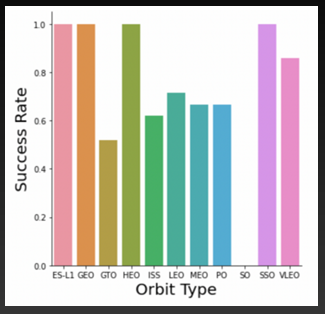 Success Rate
1.0
0.8
0.6
0.4
0.2
0.0
ES-L1 GEO GTO HEO ISS LEO MEO PO SO SSO VLEO
Orbit Type